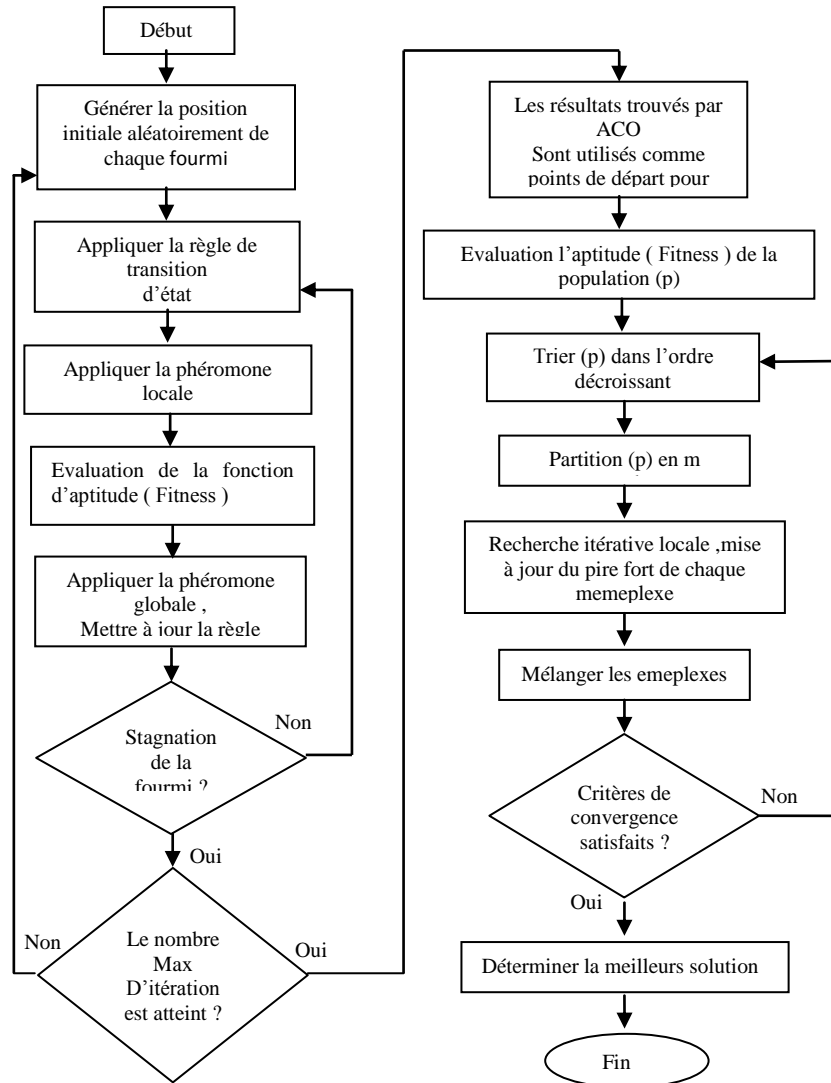 Début
Générer la position
initiale aléatoirement de
chaque fourmi
Appliquer la règle de
transition
d'état
Appliquer la phéromone
locale
Evaluation de la fonction
d'aptitude ( Fitness )
Appliquer la phéromone
globale ,
Mettre à jour la règle
Stagnation
de la
fourmi ?
Non
Oui
Le nombre
Max
D'itération
est atteint ?
Non
Oui
Les résultats trouvés par
ACO
Sont utilisés comme
points de départ pour
Evaluation l'aptitude ( Fitness ) de la
population (p)
Trier (p) dans l'ordre
décroissant
Partition (p) en m
Recherche itérative locale ,mise
à jour du pire fort de chaque
memeplexe
Mélanger les emeplexes
Critères de
convergence
satisfaits ?
Non
Oui
Déterminer la meilleurs solution
Fin